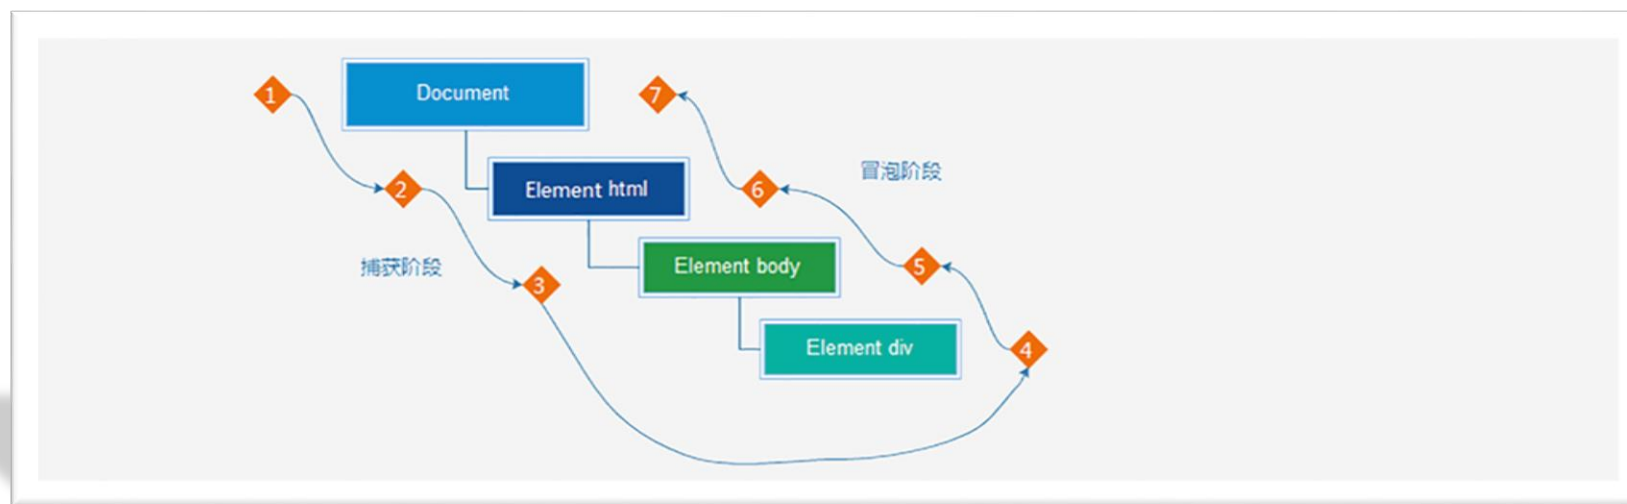 1
Document
7
2
Element html
6
冒泡阶段
捕获阶段
3
Element body
5
Element div
4